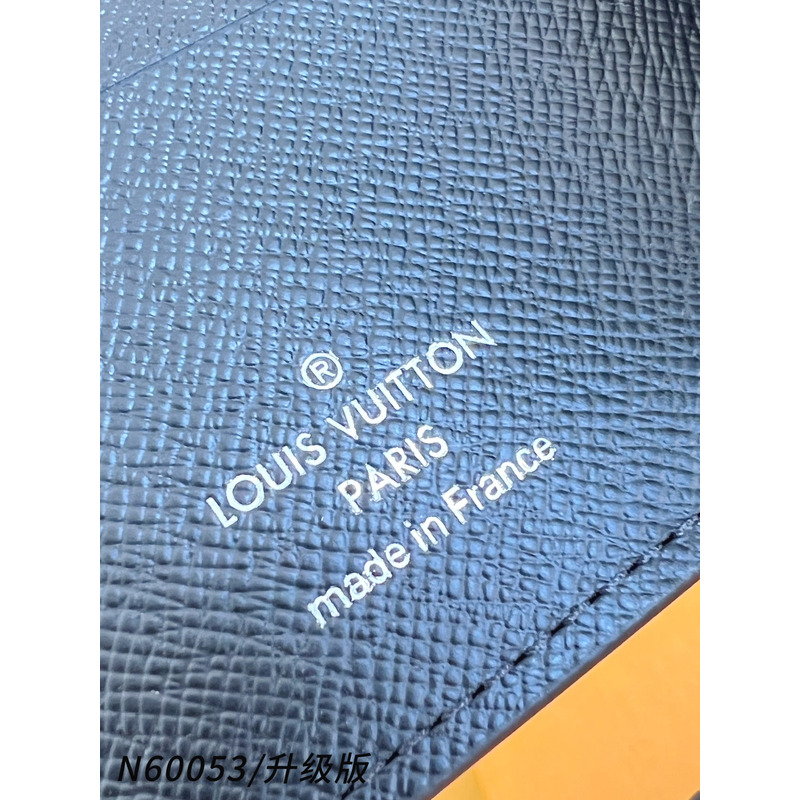 ®
LOUIS VUITTON
PARIS
made in France
N60053/升级版